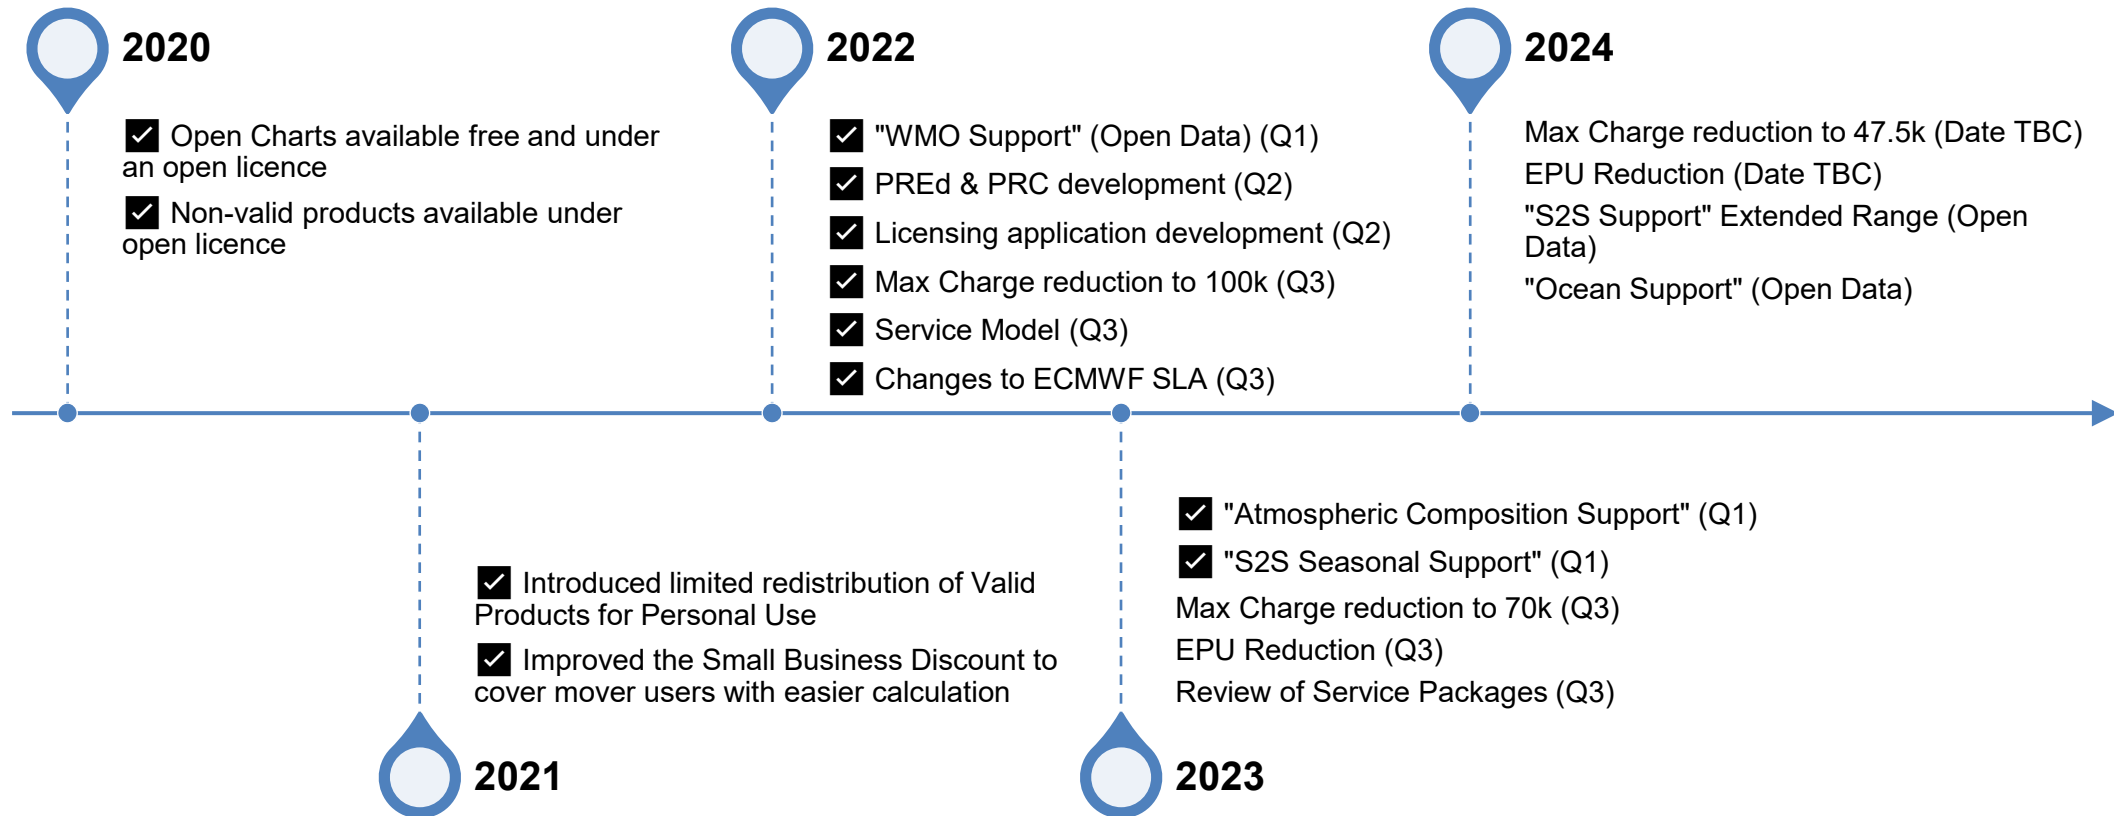 2020
☑ Open Charts available free and under
an open licence
☑ Non-valid products available under
open licence
2021
☑ Introduced limited redistribution of Valid
Products for Personal Use
☑ Improved the Small Business Discount to
cover mover users with easier calculation
2022
☑ "WMO Support" (Open Data) (Q1)
☑ PREd & PRC development (Q2)
☑ Licensing application development (Q2)
☑ Max Charge reduction to 100k (Q3)
☑ Service Model (Q3)
☑ Changes to ECMWF SLA (Q3)
2023
☑ "Atmospheric Composition Support" (Q1)
☑ "S2S Seasonal Support" (Q1)
Max Charge reduction to 70k (Q3)
EPU Reduction (Q3)
Review of Service Packages (Q3)
2024
Max Charge reduction to 47.5k (Date TBC)
EPU Reduction (Date TBC)
"S2S Support" Extended Range (Open
Data)
"Ocean Support" (Open Data)